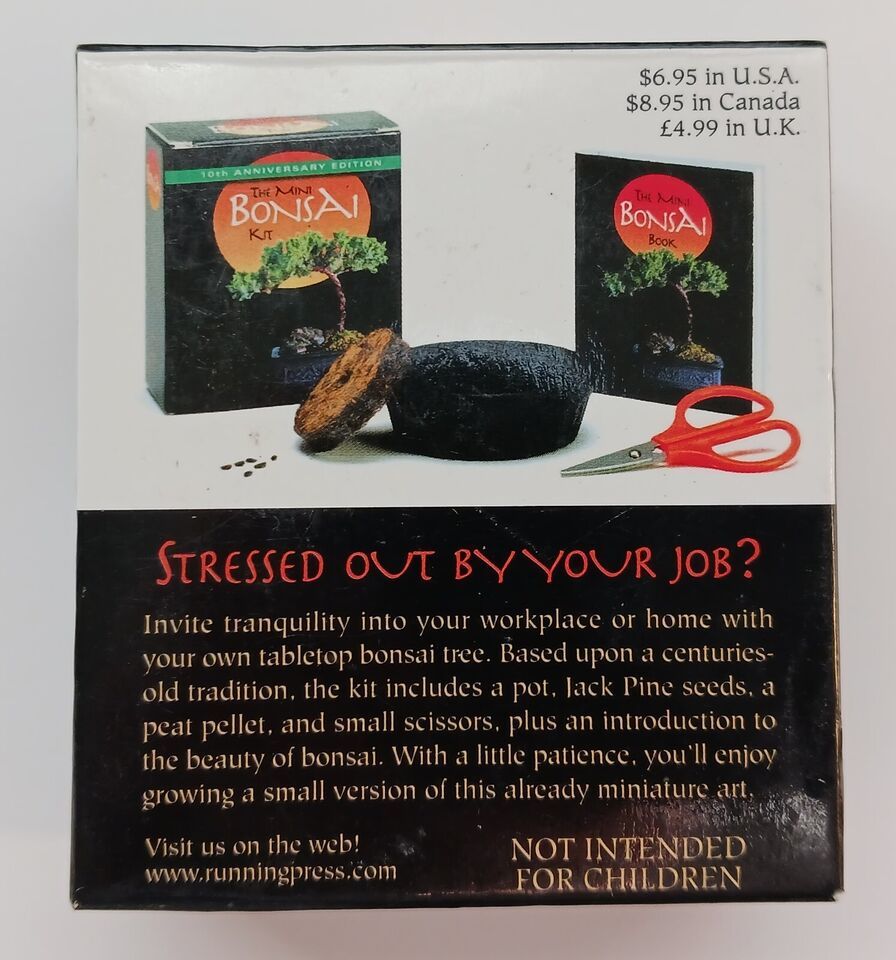 $6.95 in U.S.A.
$8.95 in Canada
£4.99 in U.K.
10th ANNIVERSARY EDITION
THE MINI
BONSAI
KIT
THE MINI
BONSAI
BOOK
STRESSED OUT BY YOUR JOB?
Invite tranquility into your workplace or home with
your own tabletop bonsai tree. Based upon a centuries-
old tradition, the kit includes a pot, Jack Pine seeds, a
peat pellet, and small scissors, plus an introduction to
the beauty of bonsai. With a little patience, you'll enjoy
growing a small version of this already miniature art.
Visit us on the web!
www.runningpress.com
NOT INTENDED
FOR CHILDREN